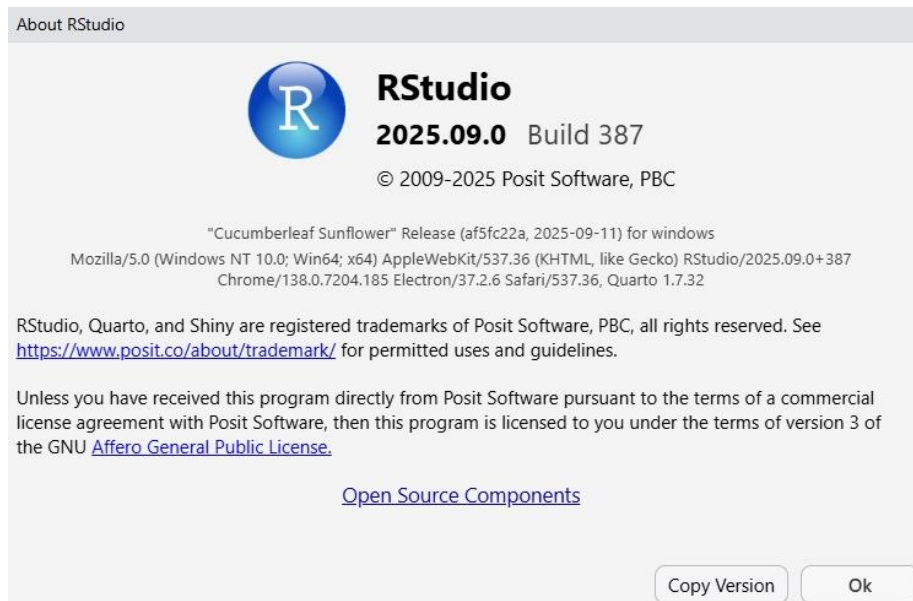 About RStudio
R
RStudio
2025.09.0 Build 387
© 2009-2025 Posit Software, PBC
"Cucumberleaf Sunflower" Release (af5fc22a, 2025-09-11) for windows
Mozilla/5.0 (Windows NT 10.0; Win64; x64) AppleWebKit/537.36 (KHTML, like Gecko) RStudio/2025.09.0+387
Chrome/138.0.7204.185 Electron/37.2.6 Safari/537.36, Quarto 1.7.32
RStudio, Quarto, and Shiny are registered trademarks of Posit Software, PBC, all rights reserved. See
https://www.posit.co/about/trademark/ for permitted uses and guidelines.
Unless you have received this program directly from Posit Software pursuant to the terms of a commercial
license agreement with Posit Software, then this program is licensed to you under the terms of version 3 of
the GNU Affero General Public License.
Open Source Components
Copy Version Ok